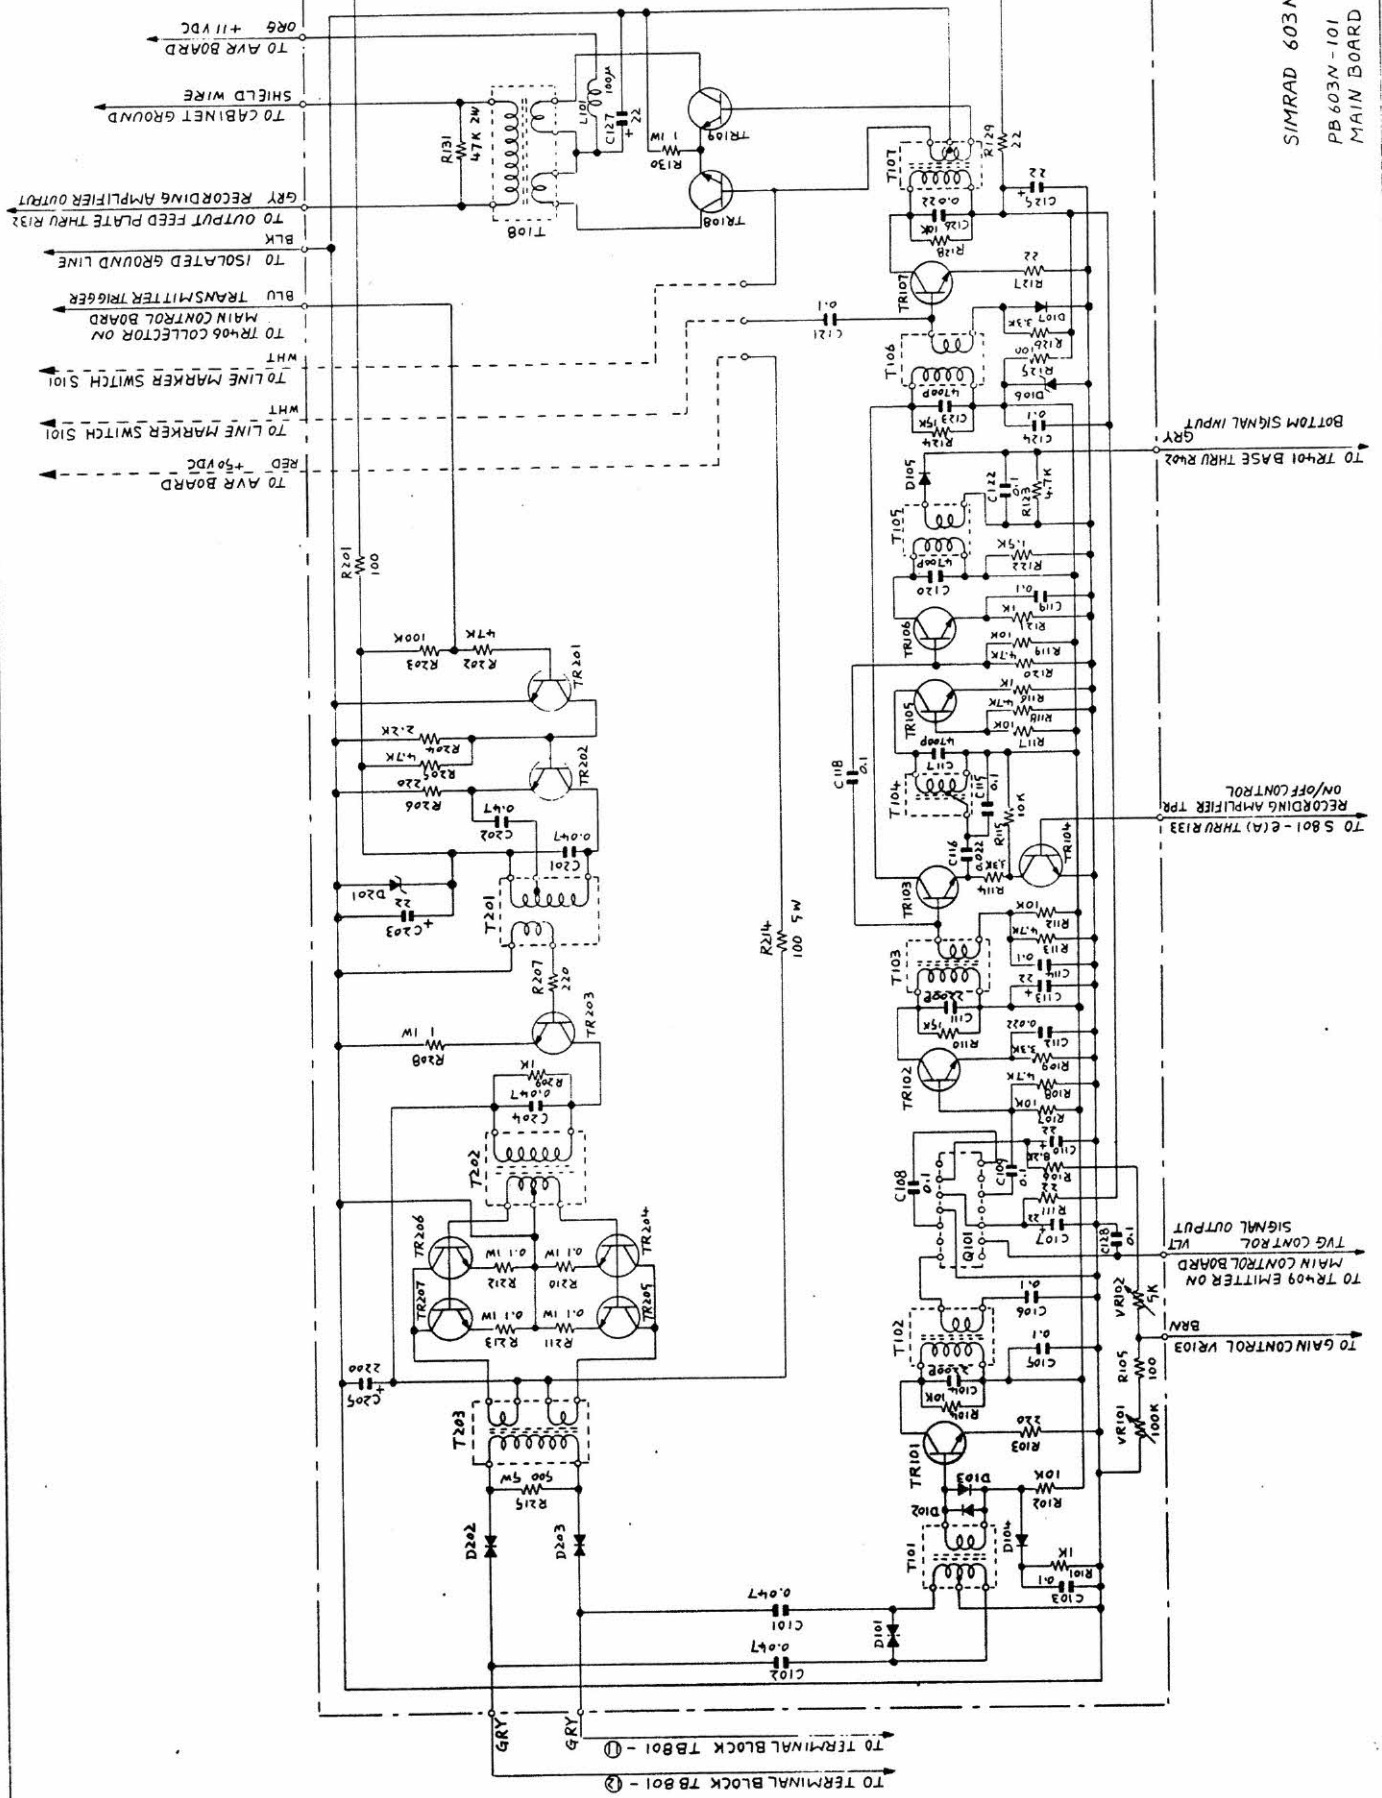 SIMRAD 603N
PB 603N-101
MAIN BOARD
ORG +11 VDC
TO AVR BOARD
SHIELD WIRE
TO CABINET GROUND
GRY RECORDING AMPLIFIER OUTPUT
TO OUTPUT FEED PLATE THRU R132
BLK
TO ISOLATED GROUND LINE
BLU TRANSMITTER TRIGGER
MAIN CONTROL BOARD
TO TR406 COLLECTOR ON
WHT
TO LINE MARKER SWITCH S101
WHT
TO LINE MARKER SWITCH S101
RED +50VDC
TO AVR BOARD
R131
47K 2W
T108
L101
100μ
C127
22
R130
1 1W
TR109
TR108
T107
R129
22
C125
22
C126
0.022
R128
10K
TR107
R127
22
C121
0.1
T106
D107
R126
3.3K
R125
100
D106
C123
4700P
R124
15K
C124
0.1
BOTTOM SIGNAL INPUT
GRY
TO TR401 BASE THRU R402
D105
C122
0.1
R123
4.7K
T105
C120
4700P
R122
1.5K
TR106
C119
0.1
R121
1K
R119
10K
R120
4.7K
TR105
R116
1K
R118
4.7K
R117
10K
C117
4700P
C118
0.1
T104
C115
0.1
R115
10K
C116
0.022
R114
3.3K
TR104
TR103
ON/OFF CONTROL
RECORDING AMPLIFIER TPR
TO S801-e(A) THRU R133
R112
10K
R113
4.7K
C114
0.1
C113
22
T103
C111
2200P
R110
15K
TR102
C112
0.022
R109
3.3K
R108
4.7K
R107
10K
C110
22
R106
8.2K
C109
0.1
C108
0.1
R111
22
C107
22
C128
0.1
Q101
SIGNAL OUTPUT
TVG CONTROL VLT
MAIN CONTROL BOARD
TO TR409 EMITTER ON
BRN
TO GAIN CONTROL VR103
VR102
5K
R105
100
VR101
100K
C106
0.1
C105
0.1
T102
C104
2200P
R104
10K
R103
220
TR101
D103
D102
R102
10K
D104
T101
R101
1K
C103
0.1
D101
C101
0.047
C102
0.047
R201
100
R203
100K
R202
47K
TR201
R204
2.2K
R205
4.7K
R206
220
TR202
C202
0.47
C201
0.047
D201
C203
22
T201
R207
220
TR203
R208
1 1W
R209
1K
C204
0.047
T202
R214
100 5W
TR206
TR204
TR207
TR205
R212
0.1 1W
R210
0.1 1W
R213
0.1 1W
R211
0.1 1W
C205
2200
T203
R215
500 5W
D202
D203
GRY
GRY
TO TERMINAL BLOCK TB801-⑪
TO TERMINAL BLOCK TB801-⑫